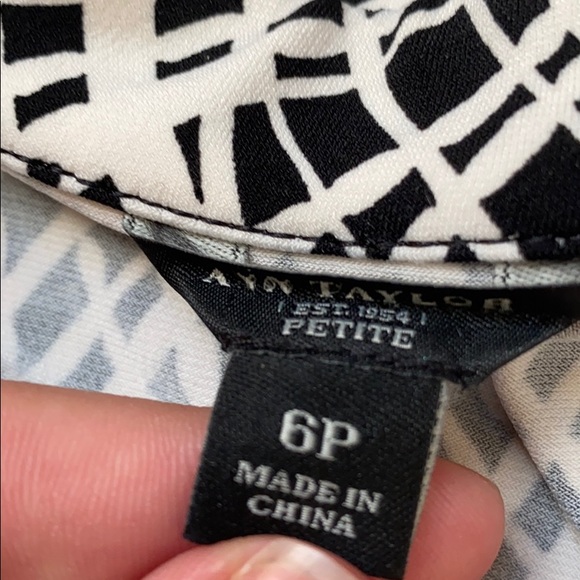 ANN TAYLOR
EST. 1954
PETITE
6P
MADE IN
CHINA